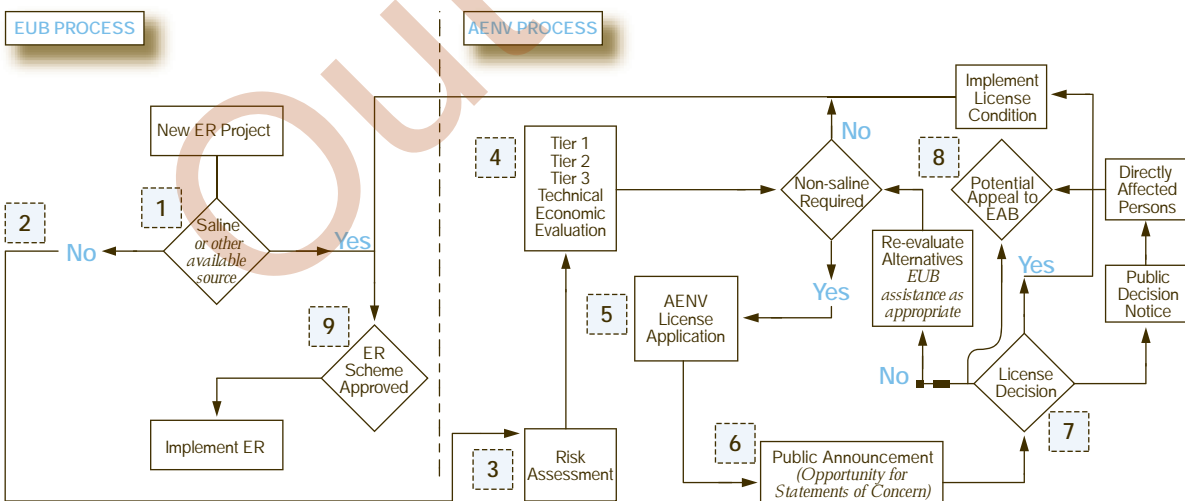 EUB PROCESS
AENV PROCESS
New ER Project
1
Saline
or other
available
source
2
No
Yes
9
ER
Scheme
Approved
Implement ER
3
Risk
Assessment
4
Tier 1
Tier 2
Tier 3
Technical
Economic
Evaluation
Non-saline
Required
No
Yes
5
AENV
License
Application
6
Public Announcement
(Opportunity for
Statements of Concern)
7
License
Decision
No
Yes
Re-evaluate
Alternatives
EUB
assistance as
appropriate
8
Potential
Appeal to
EAB
Implement
License
Condition
Directly
Affected
Persons
Public
Decision
Notice
Out